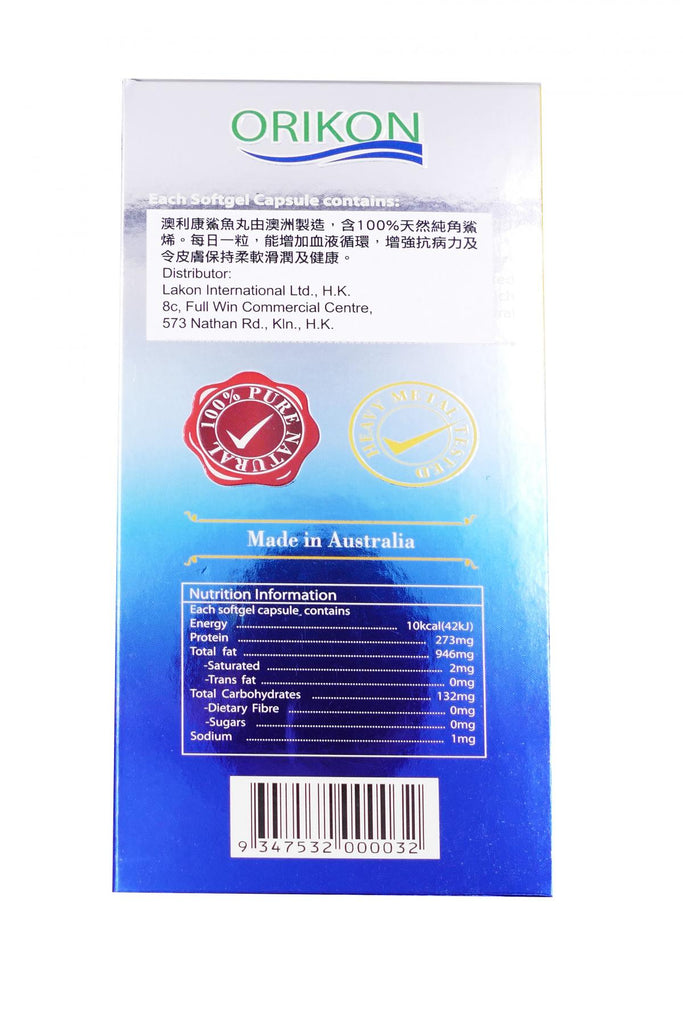 ORIKON
Each Softgel Capsule contains:
澳利康鯊魚丸由澳洲製造，含100%天然純角鯊
烯。每日一粒，能增加血液循環，增強抗病力及
令皮膚保持柔軟滑潤及健康。
Distributor:
Lakon International Ltd., H.K.
8c, Full Win Commercial Centre,
573 Nathan Rd., Kln., H.K.
100% PURE NATURAL
HEAVY METAL TESTED
Made in Australia
Nutrition Information
Each softgel capsule contains
Energy 10kcal(42kJ)
Protein 273mg
Total fat 946mg
-Saturated 2mg
-Trans fat 0mg
Total Carbohydrates 132mg
-Dietary Fibre 0mg
-Sugars 0mg
Sodium 1mg
9 347532 000032